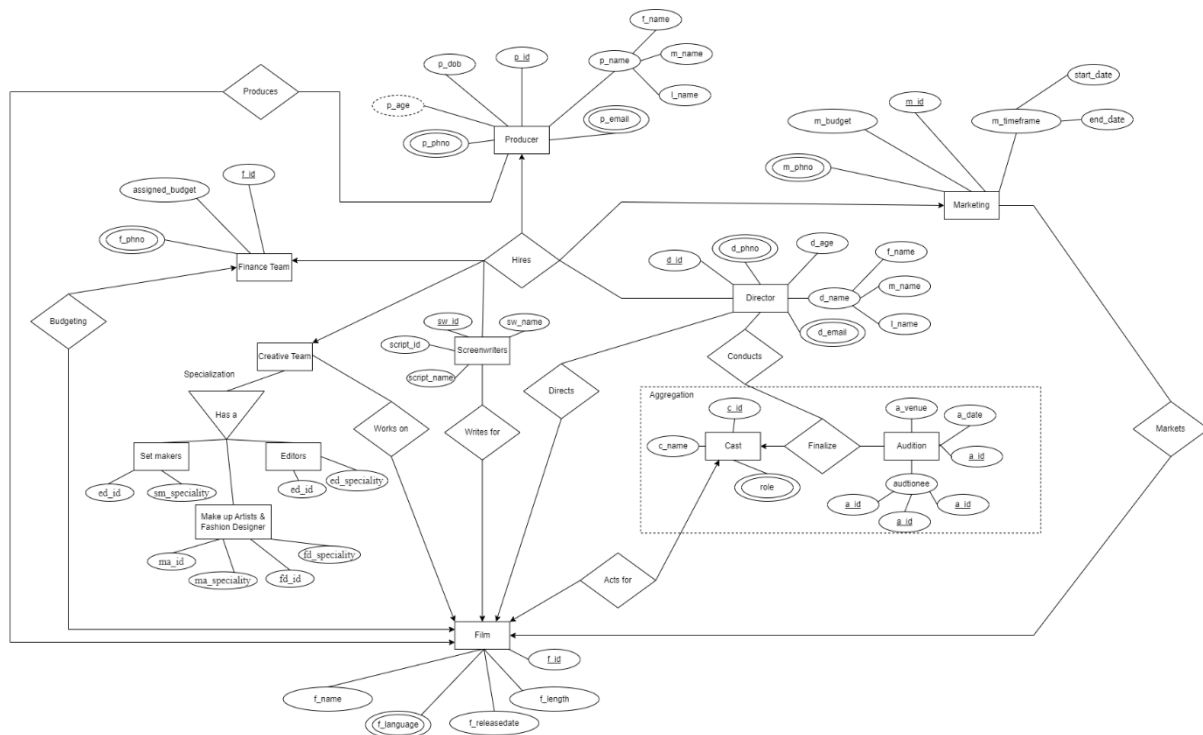 f_name
p_id
p_dob
p_name
m_name
Produces
p_age
l_name
p_email
p_phno
Producer
start_date
m_id
m_budget
m_timeframe
end_date
m_phno
Marketing
f_id
assigned_budget
f_phno
Finance Team
Hires
d_phno
d_age
f_name
d_id
m_name
Director
d_name
l_name
d_email
Budgeting
sw_id
sw_name
script_id
Screenwriters
script_name
Creative Team
Specialization
Has a
Conducts
Directs
Aggregation
c_id
a_venue
a_date
c_name
Cast
Finalize
Audition
a_id
Works on
Writes for
Markets
Set makers
Editors
role
audtionee
ed_id
sm_speciality
ed_id
ed_speciality
a_id
a_id
a_id
Make up Artists &
Fashion Designer
ma_id
ma_speciality
fd_id
fd_speciality
Acts for
Film
f_id
f_name
f_language
f_releasedate
f_length